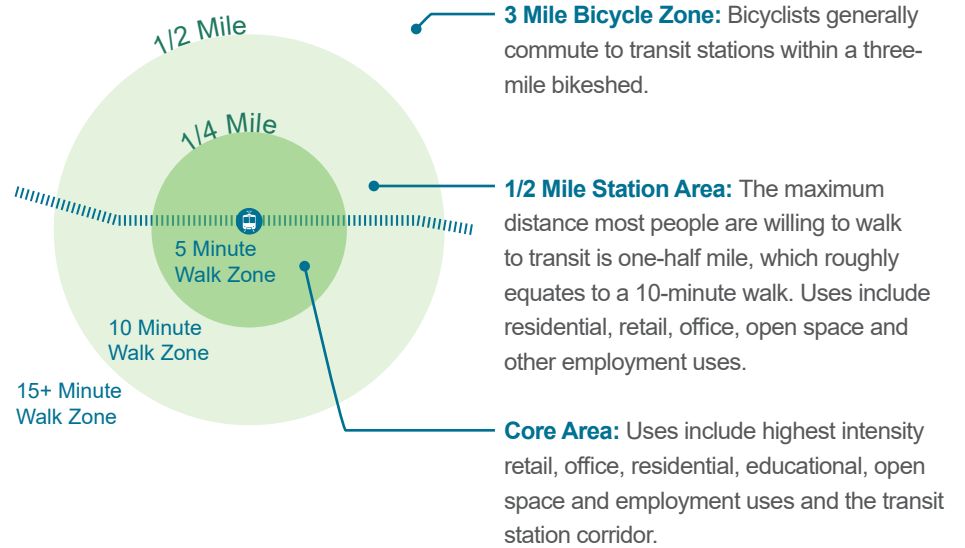 1/2 Mile
1/4 Mile
5 Minute
Walk Zone
10 Minute
Walk Zone
15+ Minute
Walk Zone
3 Mile Bicycle Zone: Bicyclists generally
commute to transit stations within a three-
mile bikeshed.
1/2 Mile Station Area: The maximum
distance most people are willing to walk
to transit is one-half mile, which roughly
equates to a 10-minute walk. Uses include
residential, retail, office, open space and
other employment uses.
Core Area: Uses include highest intensity
retail, office, residential, educational, open
space and employment uses and the transit
station corridor.